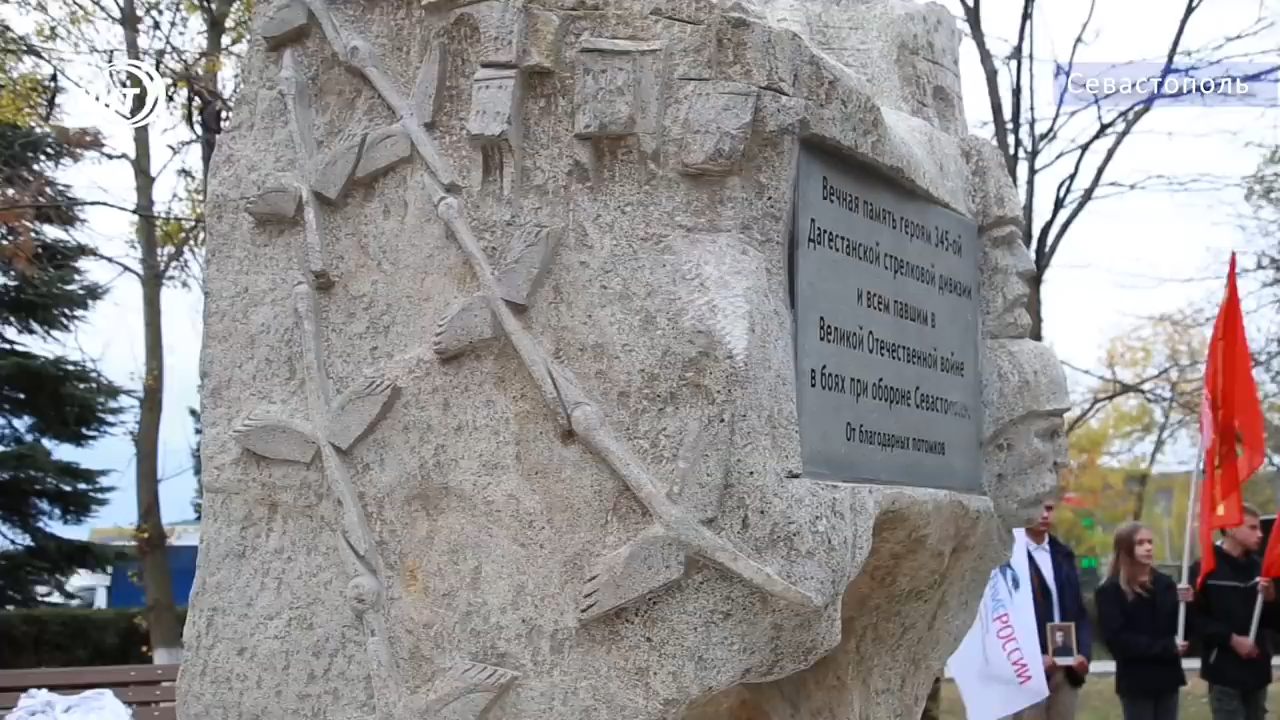 Севастополь
Вечная память героям 345-ой
Дагестанской стрелковой дивизии
и всем павшим в
Великой Отечественной войне
в боях при обороне Севастополя.
От благодарных потомков
РОССИИ